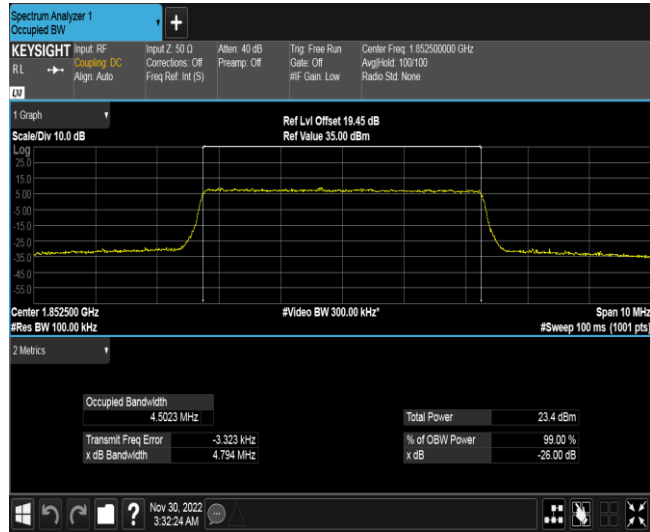 Spectrum Analyzer 1
Occupied BW
KEYSIGHT
RL
LXI
Input: RF
Coupling: DC
Align: Auto
Input Z: 50 Ω
Corrections: Off
Freq Ref: Int (S)
Atten: 40 dB
Preamp: Off
Trig: Free Run
Gate: Off
#IF Gain: Low
Center Freq: 1.852500000 GHz
Avg|Hold: 100/100
Radio Std: None
1 Graph
Scale/Div 10.0 dB
Ref Lvl Offset 19.45 dB
Ref Value 35.00 dBm
Log
25.0
15.0
5.00
-5.00
-15.0
-25.0
-35.0
-45.0
-55.0
Center 1.852500 GHz
#Res BW 100.00 kHz
#Video BW 300.00 kHz*
Span 10 MHz
#Sweep 100 ms (1001 pts)
2 Metrics
Occupied Bandwidth
4.5023 MHz
Transmit Freq Error -3.323 kHz
x dB Bandwidth 4.794 MHz
Total Power 23.4 dBm
% of OBW Power 99.00 %
x dB -26.00 dB
?
Nov 30, 2022
3:32:24 AM